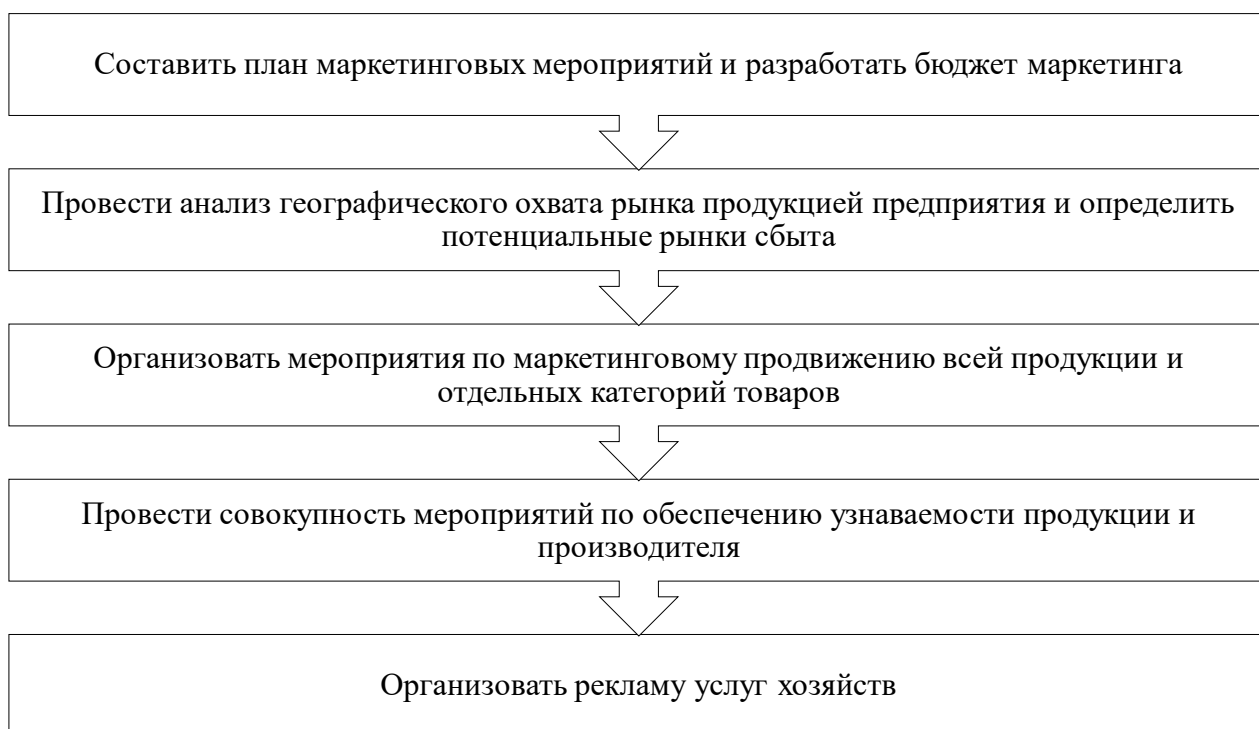 Составить план маркетинговых мероприятий и разработать бюджет маркетинга
Провести анализ географического охвата рынка продукцией предприятия и определить
потенциальные рынки сбыта
Организовать мероприятия по маркетинговому продвижению всей продукции и
отдельных категорий товаров
Провести совокупность мероприятий по обеспечению узнаваемости продукции и
производителя
Организовать рекламу услуг хозяйств